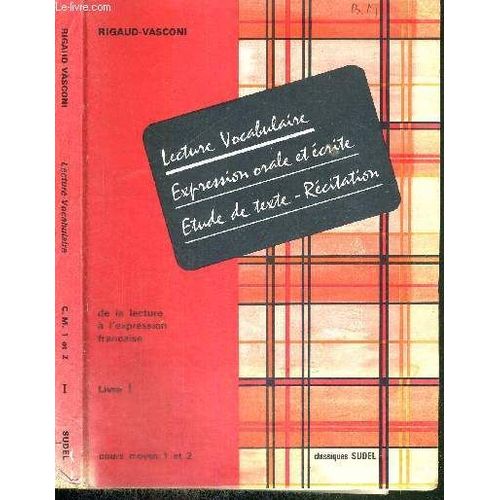 Le-livre.com
RIGAUD VASCONI
Lecture Vocabulaire
C. M. 1 et 2
I
SUDEL
RIGAUD-VASCONI
B.M
Lecture Vocabulaire
Expression orale et écrite
Etude de texte - Récitation
de la lecture
à l'expression
française
Livre I
cours moyen 1 et 2
classiques SUDEL